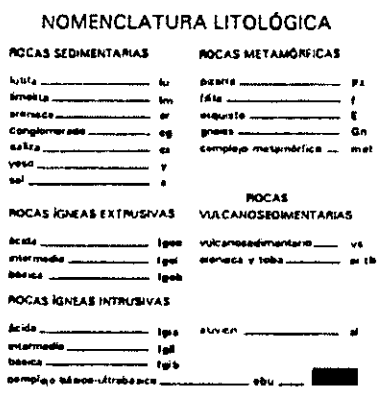 NOMENCLATURA LITOLÓGICA
ROCAS SEDIMENTARIAS
lutita lu
limolita lm
arenisca ar
conglomerado cg
caliza cz
yeso y
sal s
ROCAS METAMÓRFICAS
pizarra Pz
filita f
esquisto E
gneiss Gn
complejo metamórfico met
ROCAS ÍGNEAS EXTRUSIVAS
ácida Igea
intermedia Igei
básica Igeb
ROCAS
VULCANOSEDIMENTARIAS
vulcanosedimentario vs
arenisca y toba ar tb
ROCAS ÍGNEAS INTRUSIVAS
ácida Igia
intermedia Igii
básica Igib
complejo básico-ultrabásico cbu
aluvión al